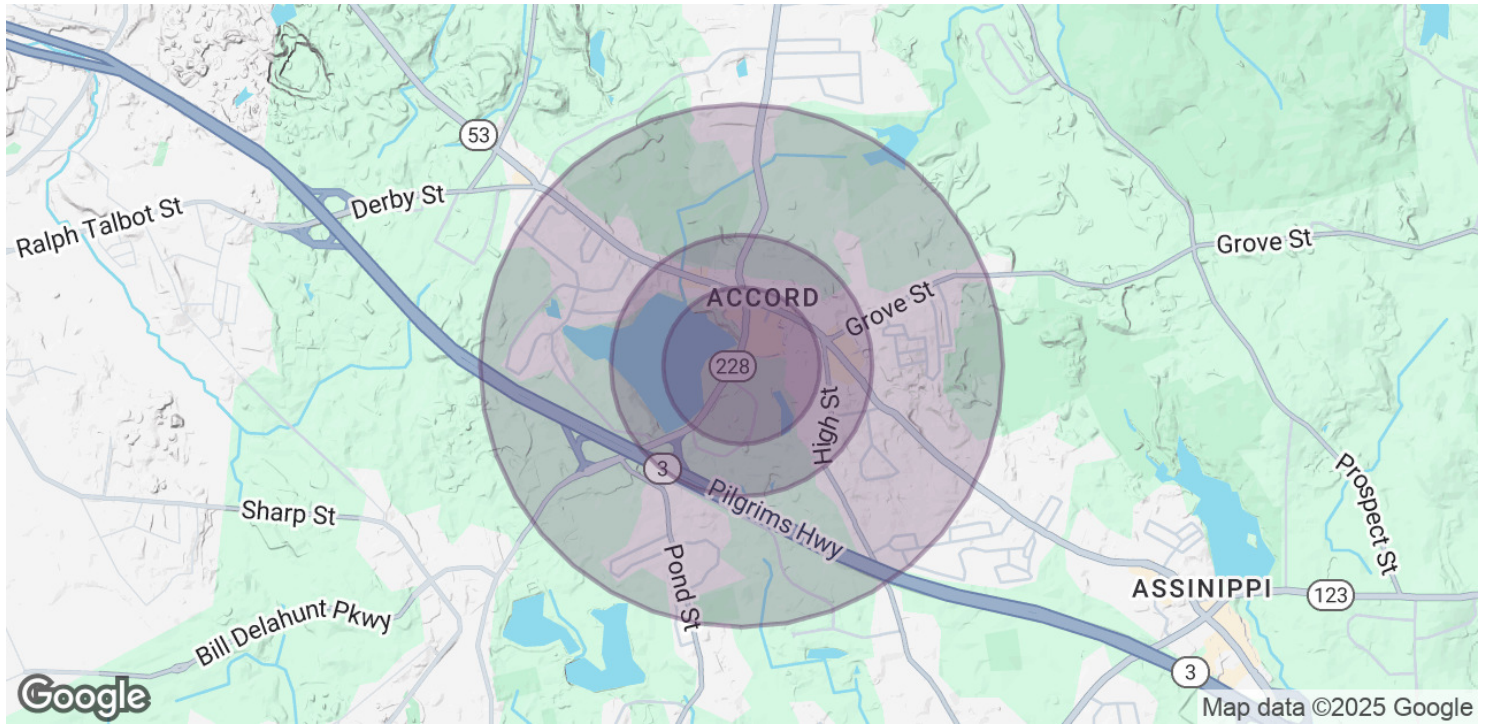 53
Derby St
Ralph Talbot St
Grove St
ACCORD
Grove St
228
High St
3
Pilgrims Hwy
Prospect St
Sharp St
Pond St
ASSINIPPI
123
Bill Delahunt Pkwy
3
Google
Map data ©2025 Google